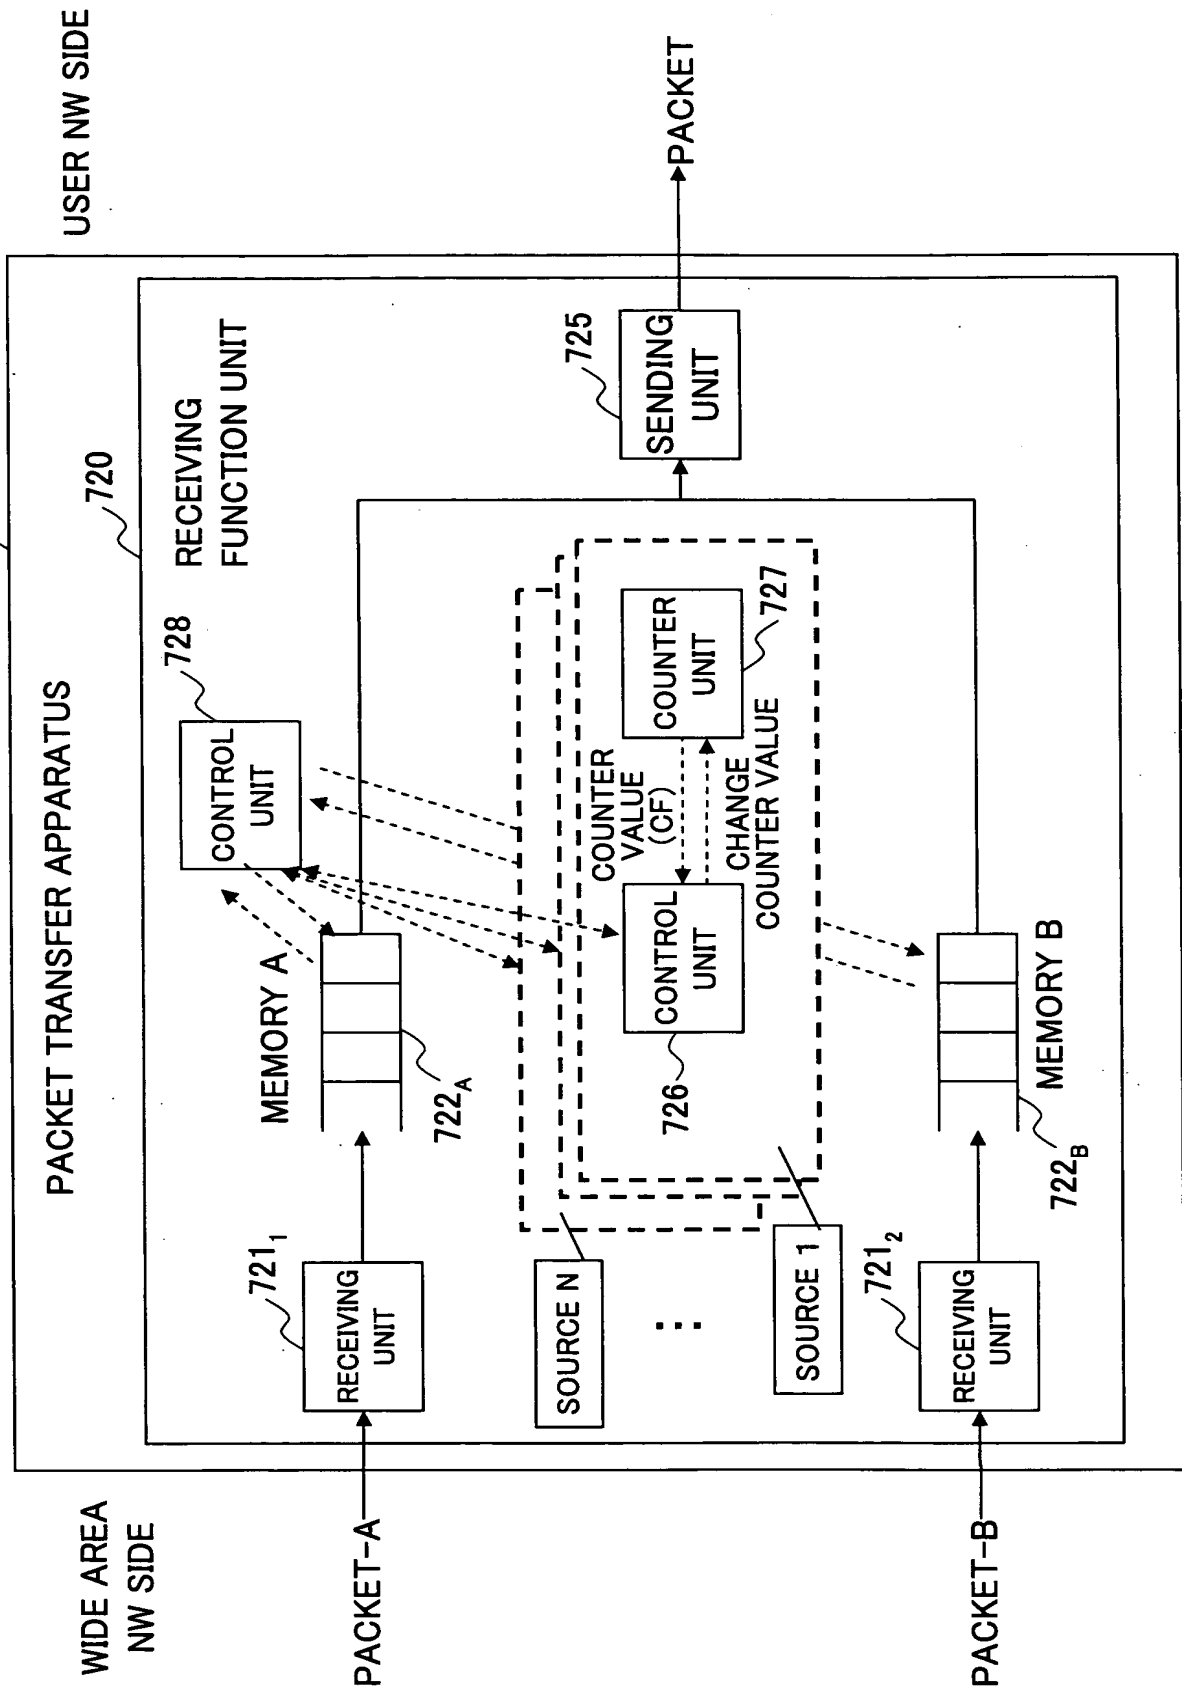 WIDE AREA
NW SIDE
USER NW SIDE
PACKET TRANSFER APPARATUS
720
RECEIVING
FUNCTION UNIT
728
CONTROL
UNIT
PACKET-A
721₁
RECEIVING
UNIT
MEMORY A
722A
SOURCE N
...
SOURCE 1
COUNTER
VALUE
(CF)
CONTROL
UNIT
726
COUNTER
UNIT
727
CHANGE
COUNTER VALUE
725
SENDING
UNIT
PACKET
PACKET-B
721₂
RECEIVING
UNIT
722B
MEMORY B